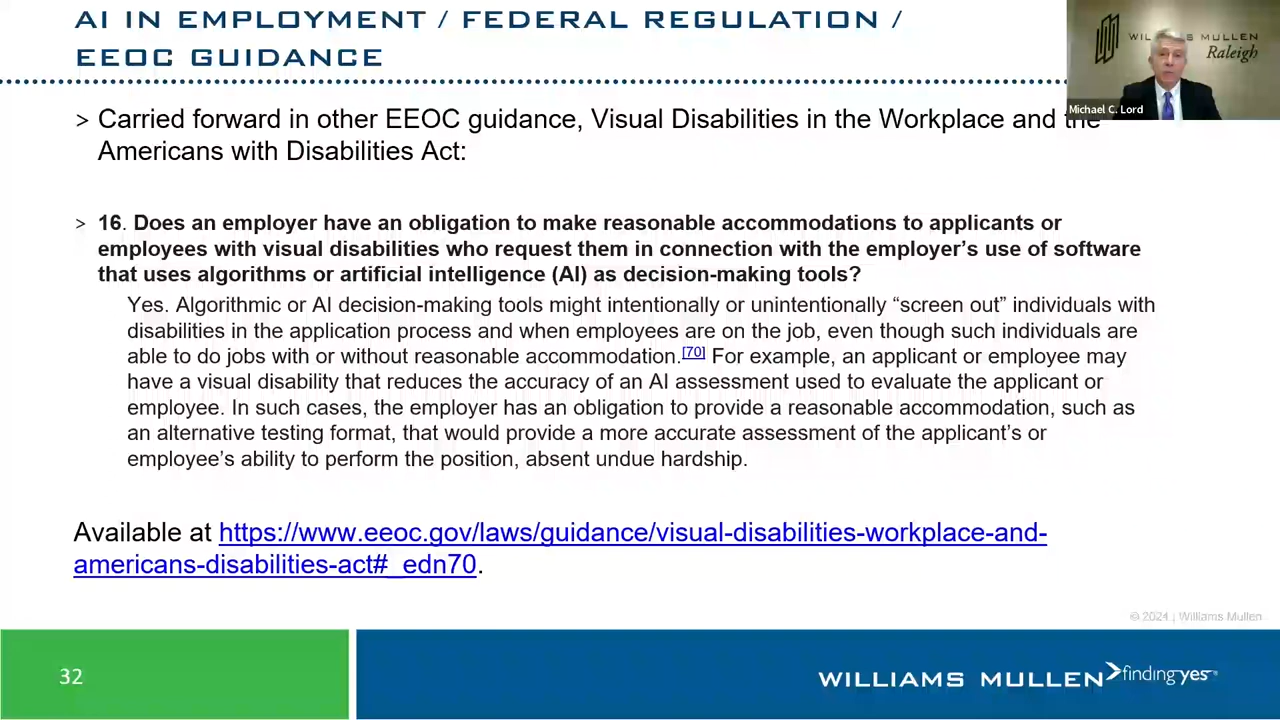 AI IN EMPLOYMENT / FEDERAL REGULATION /
EEOC GUIDANCE
WILLIAMS MULLEN
Raleigh
Michael C. Lord
> Carried forward in other EEOC guidance, Visual Disabilities in the Workplace and the
Americans with Disabilities Act:
> 16. Does an employer have an obligation to make reasonable accommodations to applicants or
employees with visual disabilities who request them in connection with the employer's use of software
that uses algorithms or artificial intelligence (AI) as decision-making tools?
Yes. Algorithmic or AI decision-making tools might intentionally or unintentionally “screen out” individuals with
disabilities in the application process and when employees are on the job, even though such individuals are
able to do jobs with or without reasonable accommodation.[70] For example, an applicant or employee may
have a visual disability that reduces the accuracy of an AI assessment used to evaluate the applicant or
employee. In such cases, the employer has an obligation to provide a reasonable accommodation, such as
an alternative testing format, that would provide a more accurate assessment of the applicant's or
employee's ability to perform the position, absent undue hardship.
Available at https://www.eeoc.gov/laws/guidance/visual-disabilities-workplace-and-
americans-disabilities-act#_edn70.
© 2024 | Williams Mullen
32
WILLIAMS MULLEN finding yes